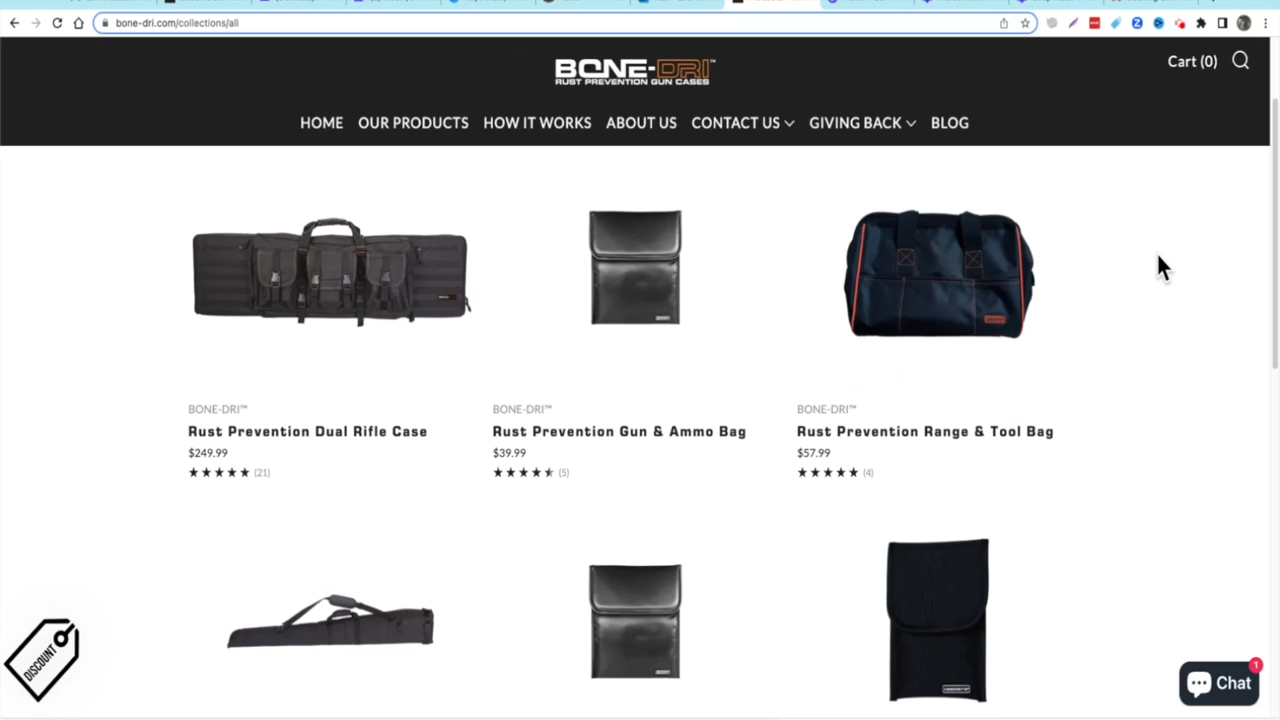 bone-dri.com/collections/all
BONE-DRI™
RUST PREVENTION GUN CASES
Cart (0)
HOME OUR PRODUCTS HOW IT WORKS ABOUT US CONTACT US GIVING BACK BLOG
BONE-DRI™ BONE-DRI™ BONE-DRI™
Rust Prevention Dual Rifle Case Rust Prevention Gun & Ammo Bag Rust Prevention Range & Tool Bag
$249.99 $39.99 $57.99
(21) (5) (4)
DISCOUNT
1
Chat